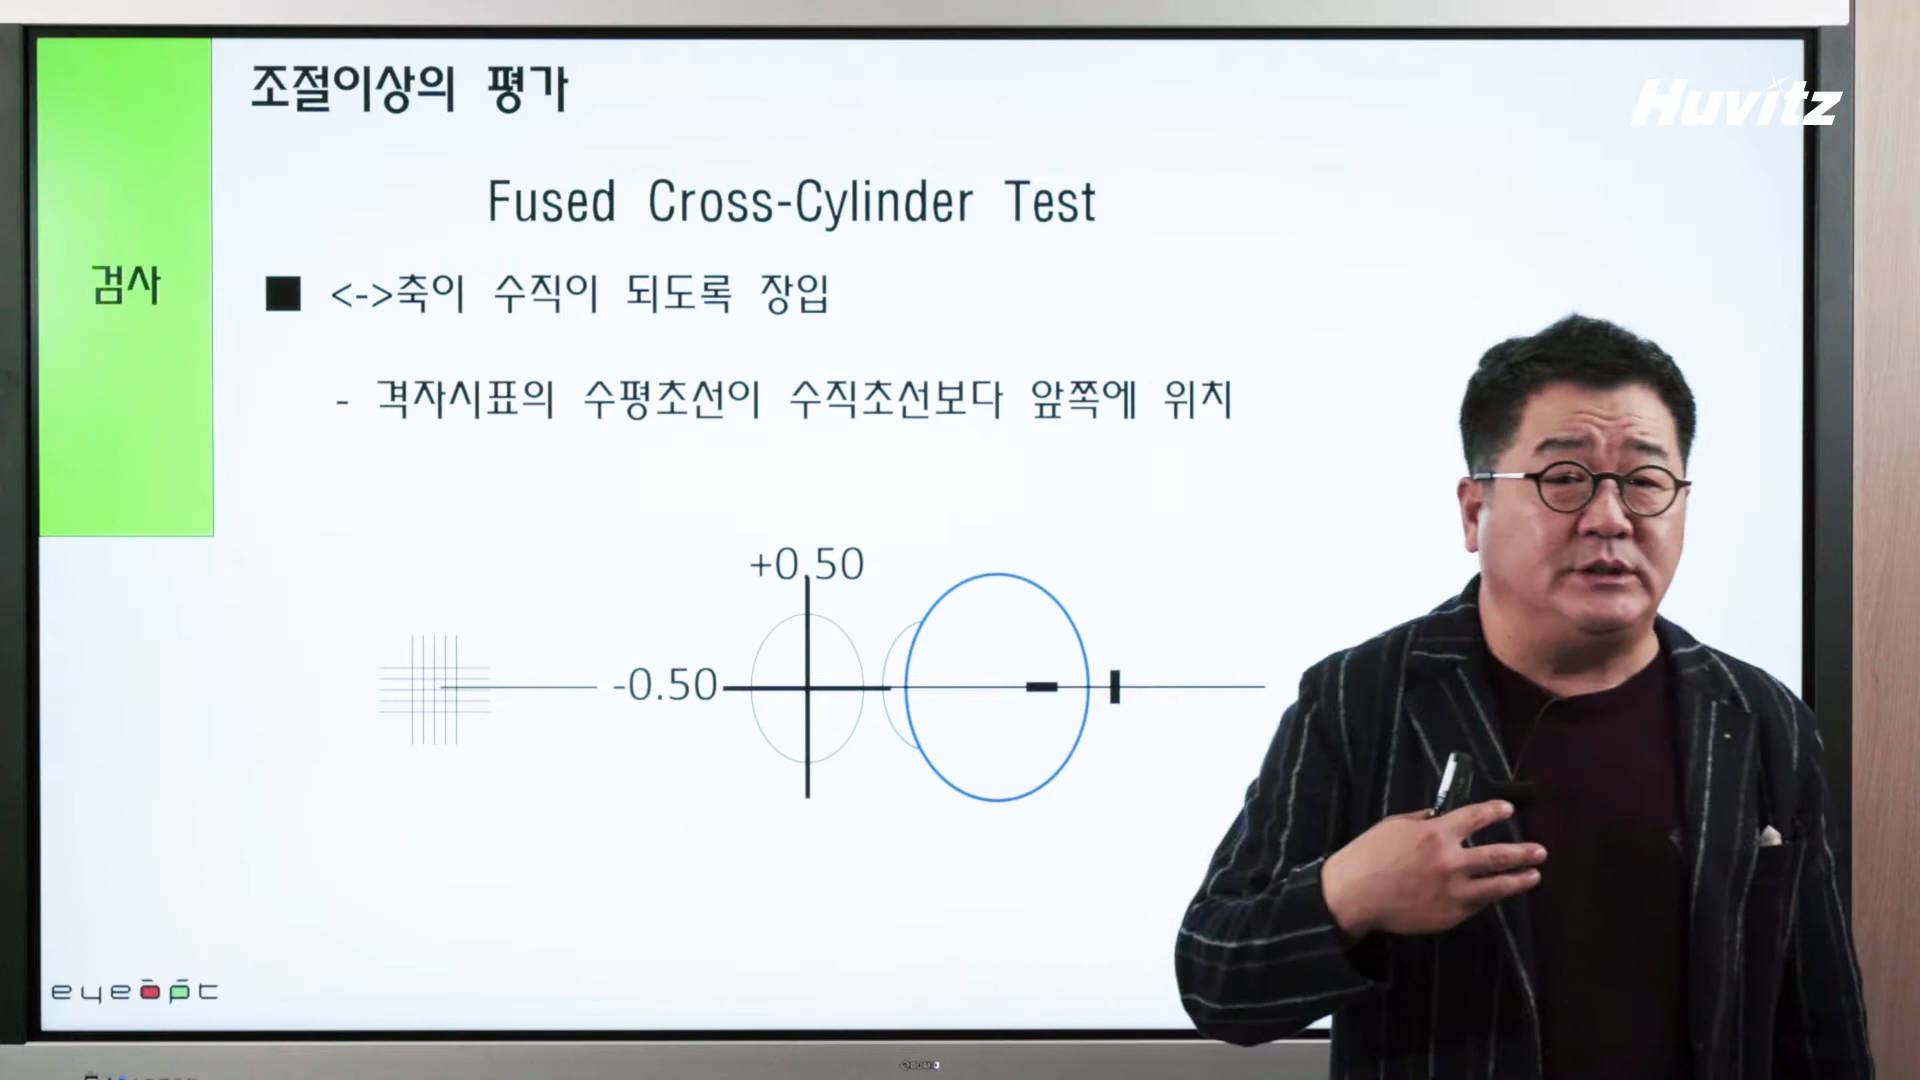 조절이상의 평가
Huvitz
Fused Cross-Cylinder Test
검사
■ <->축이 수직이 되도록 장입
- 격자시표의 수평초선이 수직초선보다 앞쪽에 위치
+0.50
-0.50
eyeopt